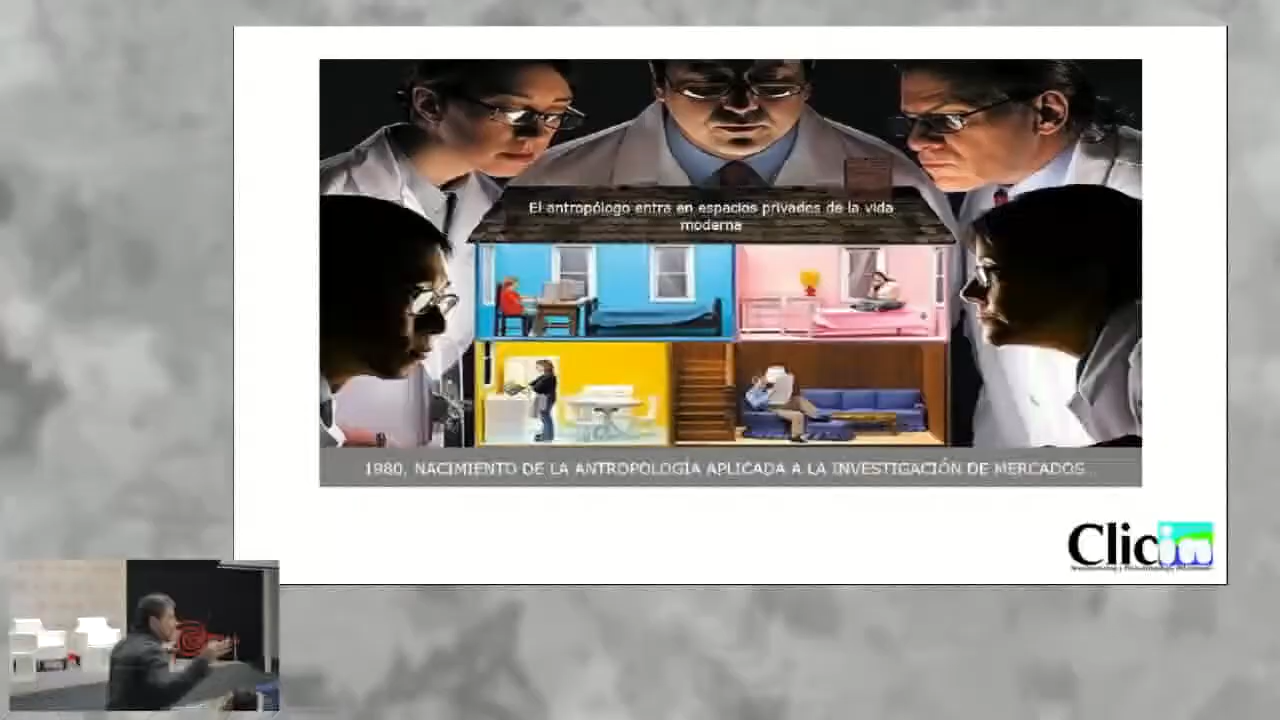 El antropólogo entra en espacios privados de la vida
moderna
1980, NACIMIENTO DE LA ANTROPOLOGÍA APLICADA A LA INVESTIGACIÓN DE MERCADOS...
Clicin